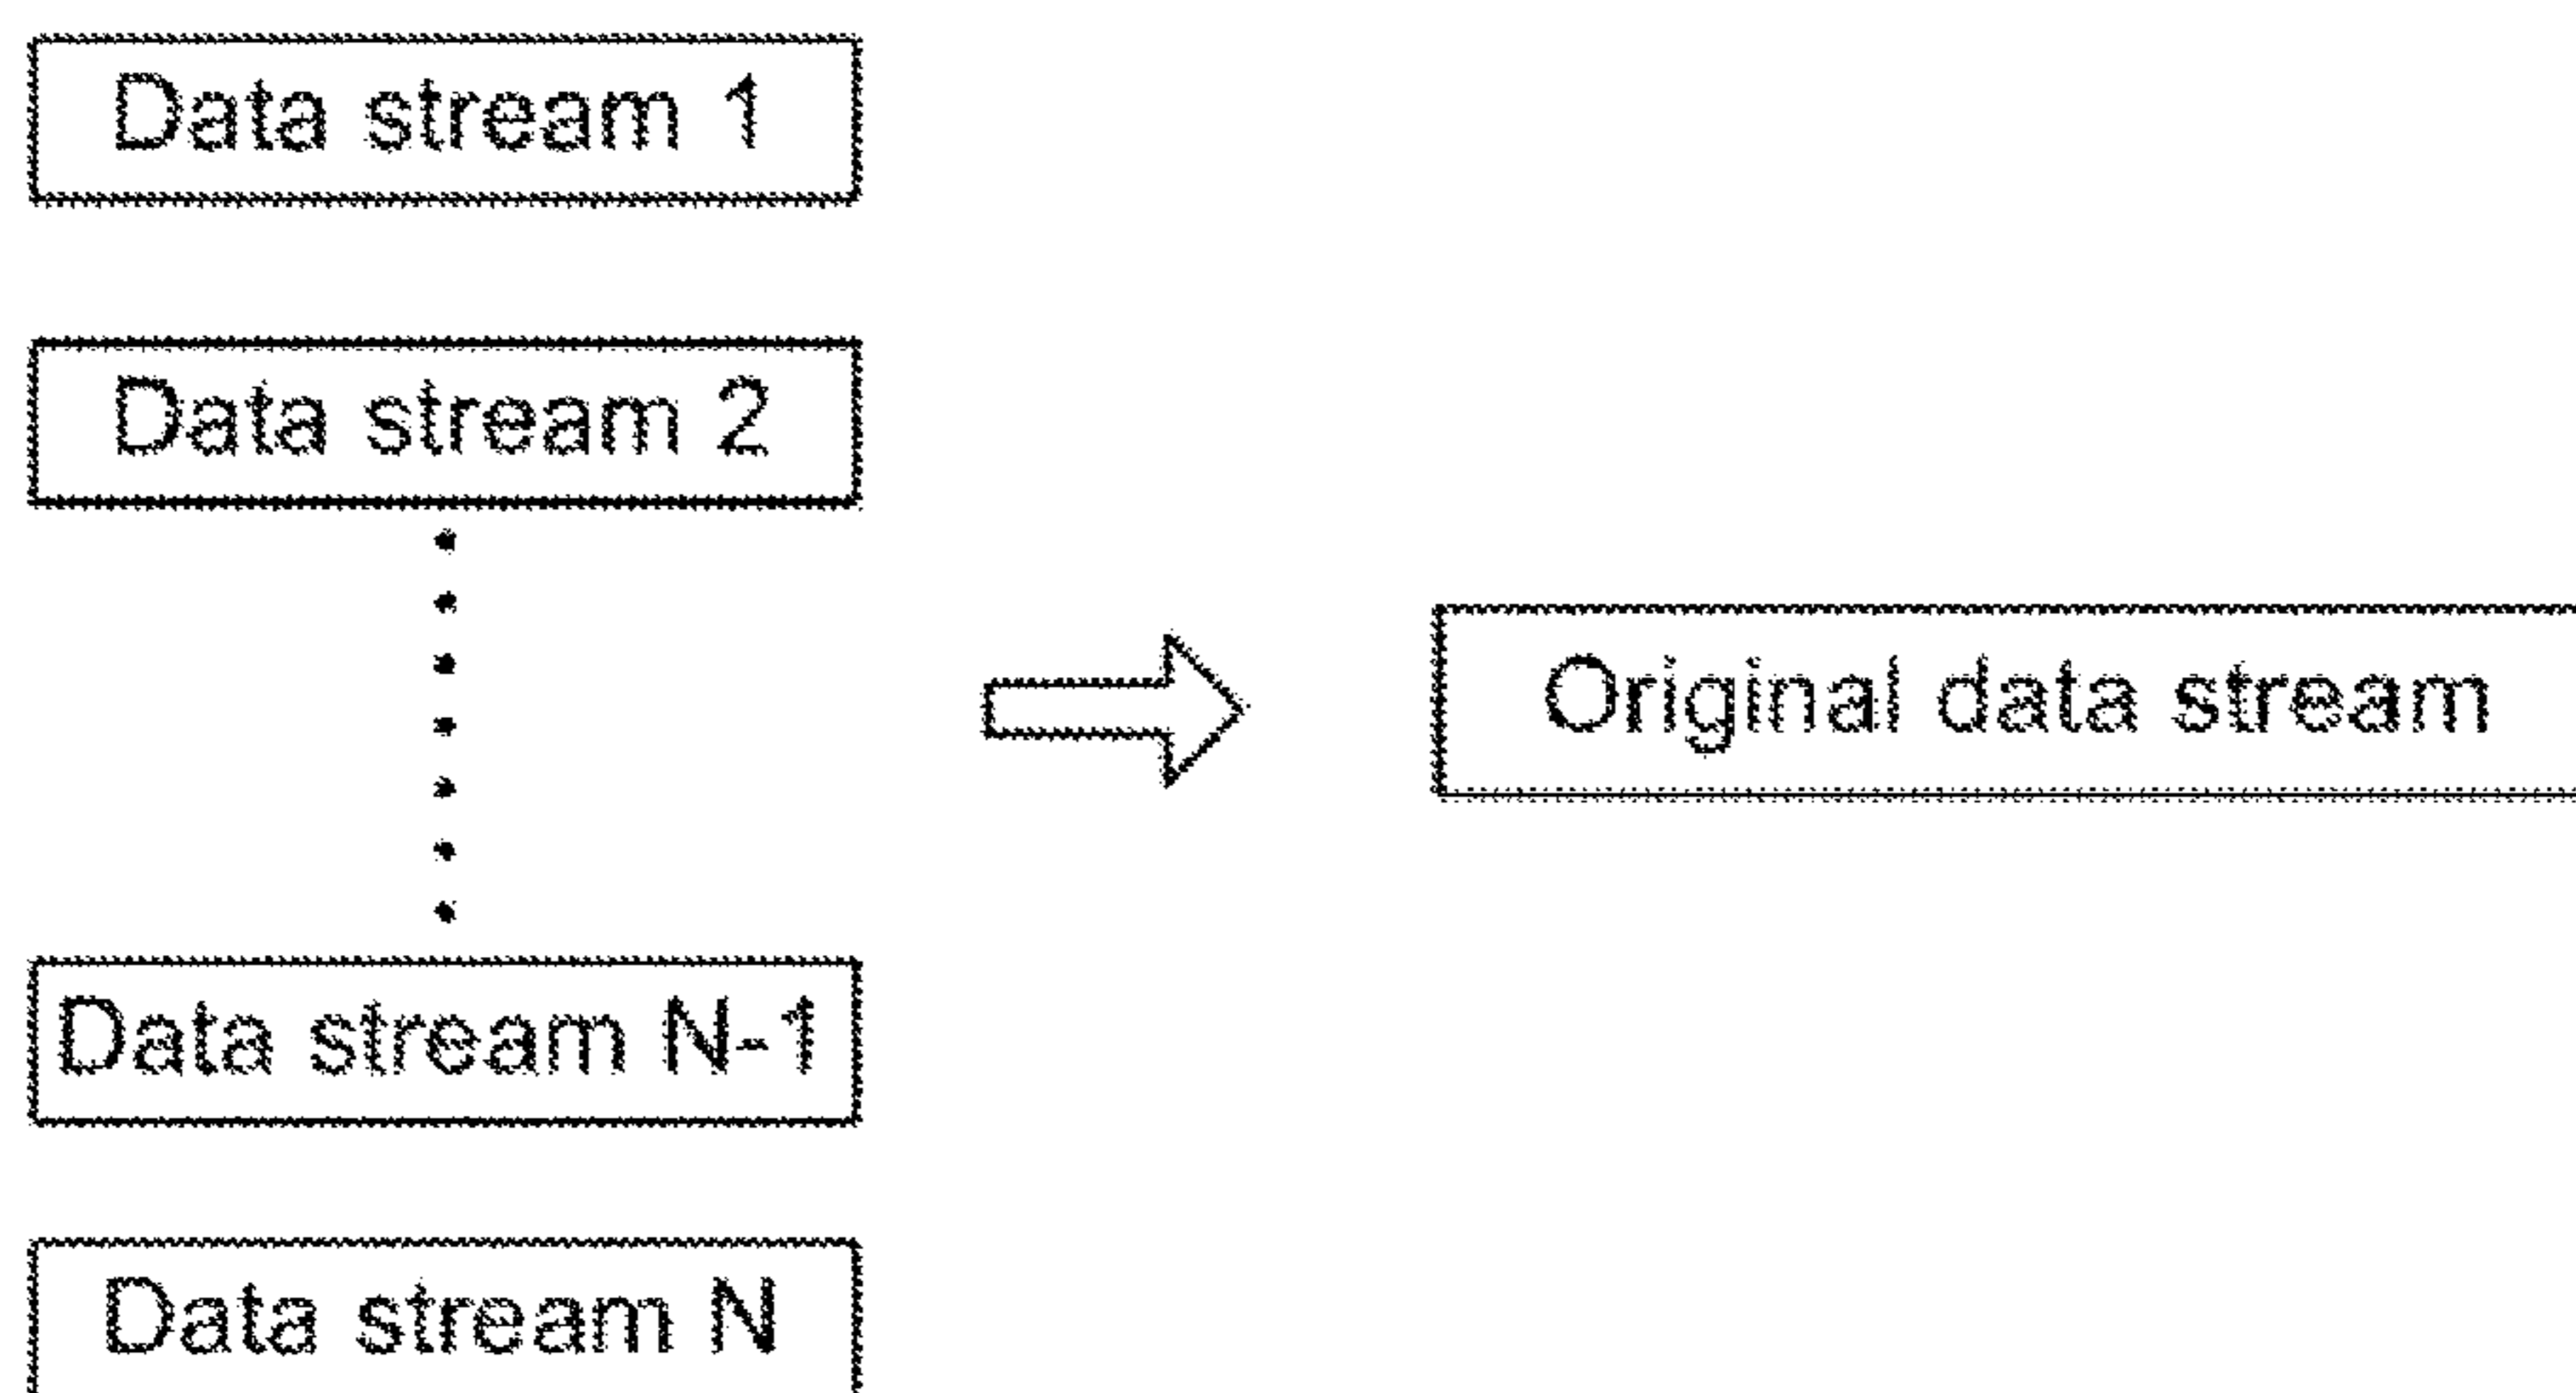 Data stream 1
Data stream 2
Original data stream
Data stream N-1
Data stream N